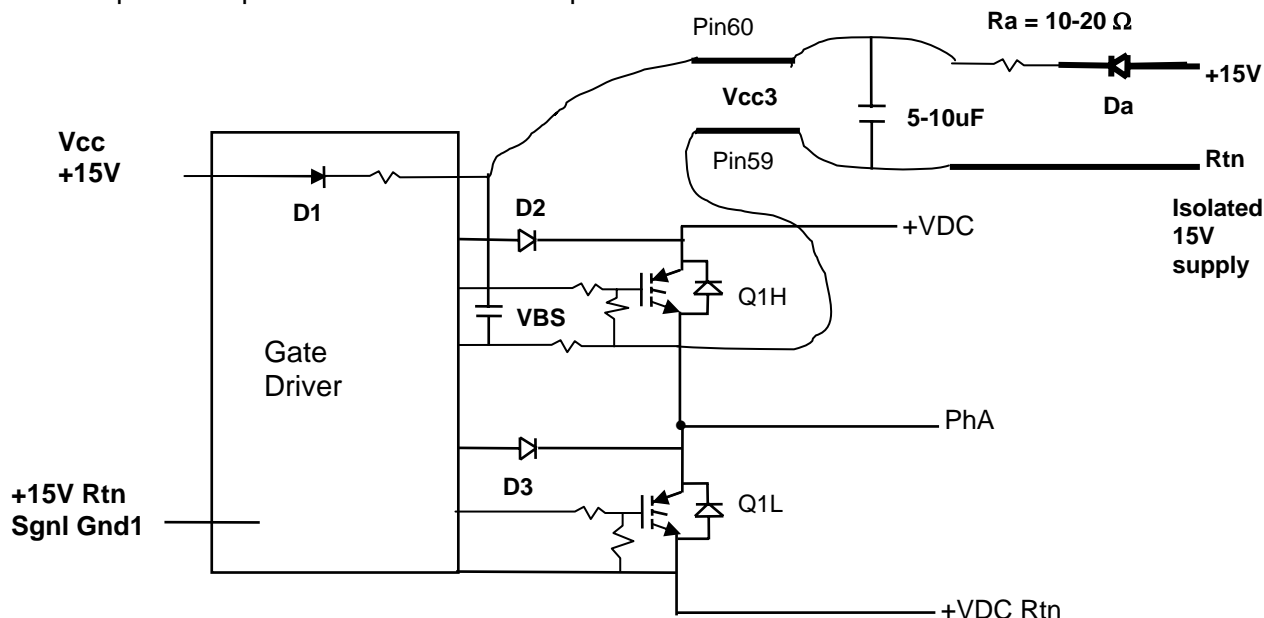 Pin60
Ra = 10-20 Ω
+15V
Vcc3
Da
5-10uF
Vcc
+15V
Pin59
Rtn
D1
D2
Isolated
15V
supply
+VDC
Q1H
VBS
Gate
Driver
PhA
D3
+15V Rtn
Sgnl Gnd1
Q1L
+VDC Rtn